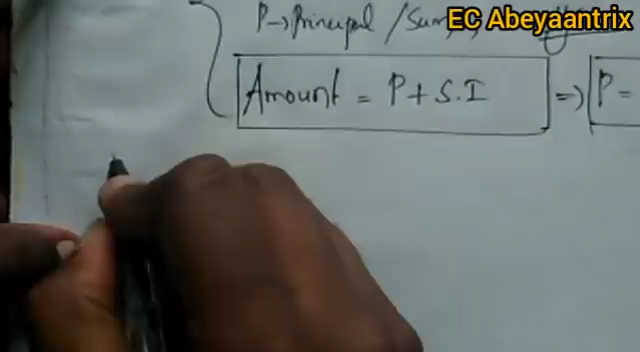 P→Principal / Sum
EC Abeyaantrix
Amount = P + S.I ⇒ P =